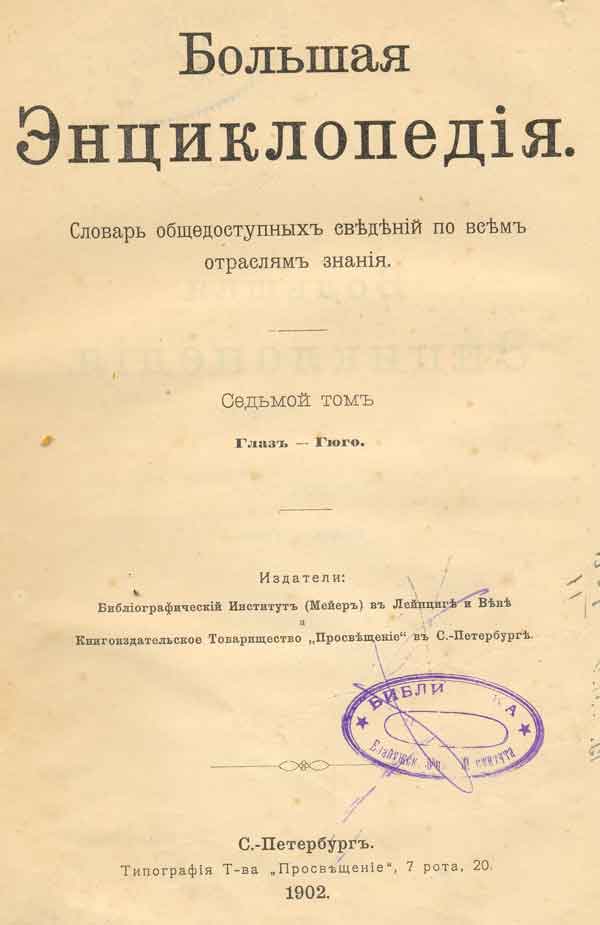 Большая
Энциклопедія.
Словарь общедоступныхъ свѣдѣній по всѣмъ
отраслямъ знанія.
Седьмой томъ
Глазъ — Гюго.
Издатели:
Библіографическій Институтъ (Мейеръ) въ Лейпцигѣ и Вѣнѣ
и
Книгоиздательское Товарищество „Просвѣщеніе“ въ С.-Петербургѣ.
С.-Петербургъ.
Типографія Т-ва „Просвѣщеніе“, 7 рота, 20.
1902.